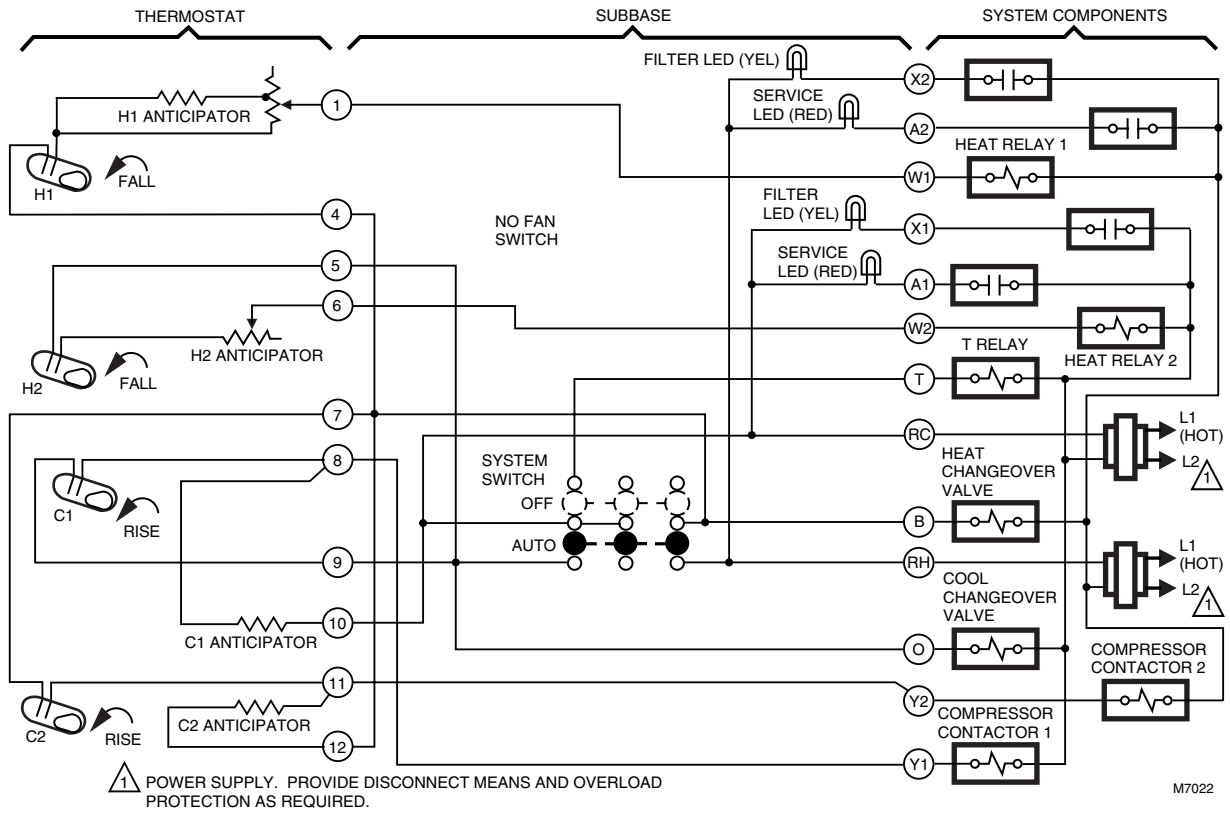 THERMOSTAT
SUBBASE
SYSTEM COMPONENTS
FILTER LED (YEL)
X2
SERVICE
LED (RED)
A2
H1 ANTICIPATOR
1
HEAT RELAY 1
W1
H1
FALL
FILTER
LED (YEL)
X1
4
NO FAN
SWITCH
SERVICE
LED (RED)
A1
5
6
W2
HEAT RELAY 2
H2 ANTICIPATOR
H2
FALL
T RELAY
T
7
RC
L1
(HOT)
L2
1
8
SYSTEM
SWITCH
OFF
AUTO
HEAT
CHANGEOVER
VALVE
B
C1
RISE
9
RH
L1
(HOT)
L2
1
COOL
CHANGEOVER
VALVE
O
10
C1 ANTICIPATOR
COMPRESSOR
CONTACTOR 2
11
Y2
C2 ANTICIPATOR
C2
RISE
12
COMPRESSOR
CONTACTOR 1
Y1
1 POWER SUPPLY. PROVIDE DISCONNECT MEANS AND OVERLOAD
PROTECTION AS REQUIRED.
M7022